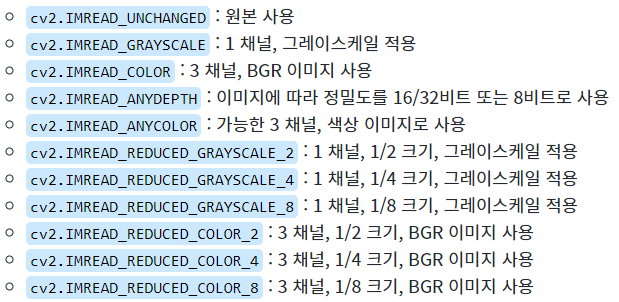 cv2.IMREAD_UNCHANGED : 원본 사용
cv2.IMREAD_GRAYSCALE : 1 채널, 그레이스케일 적용
cv2.IMREAD_COLOR : 3 채널, BGR 이미지 사용
cv2.IMREAD_ANYDEPTH : 이미지에 따라 정밀도를 16/32비트 또는 8비트로 사용
cv2.IMREAD_ANYCOLOR : 가능한 3 채널, 색상 이미지로 사용
cv2.IMREAD_REDUCED_GRAYSCALE_2 : 1 채널, 1/2 크기, 그레이스케일 적용
cv2.IMREAD_REDUCED_GRAYSCALE_4 : 1 채널, 1/4 크기, 그레이스케일 적용
cv2.IMREAD_REDUCED_GRAYSCALE_8 : 1 채널, 1/8 크기, 그레이스케일 적용
cv2.IMREAD_REDUCED_COLOR_2 : 3 채널, 1/2 크기, BGR 이미지 사용
cv2.IMREAD_REDUCED_COLOR_4 : 3 채널, 1/4 크기, BGR 이미지 사용
cv2.IMREAD_REDUCED_COLOR_8 : 3 채널, 1/8 크기, BGR 이미지 사용